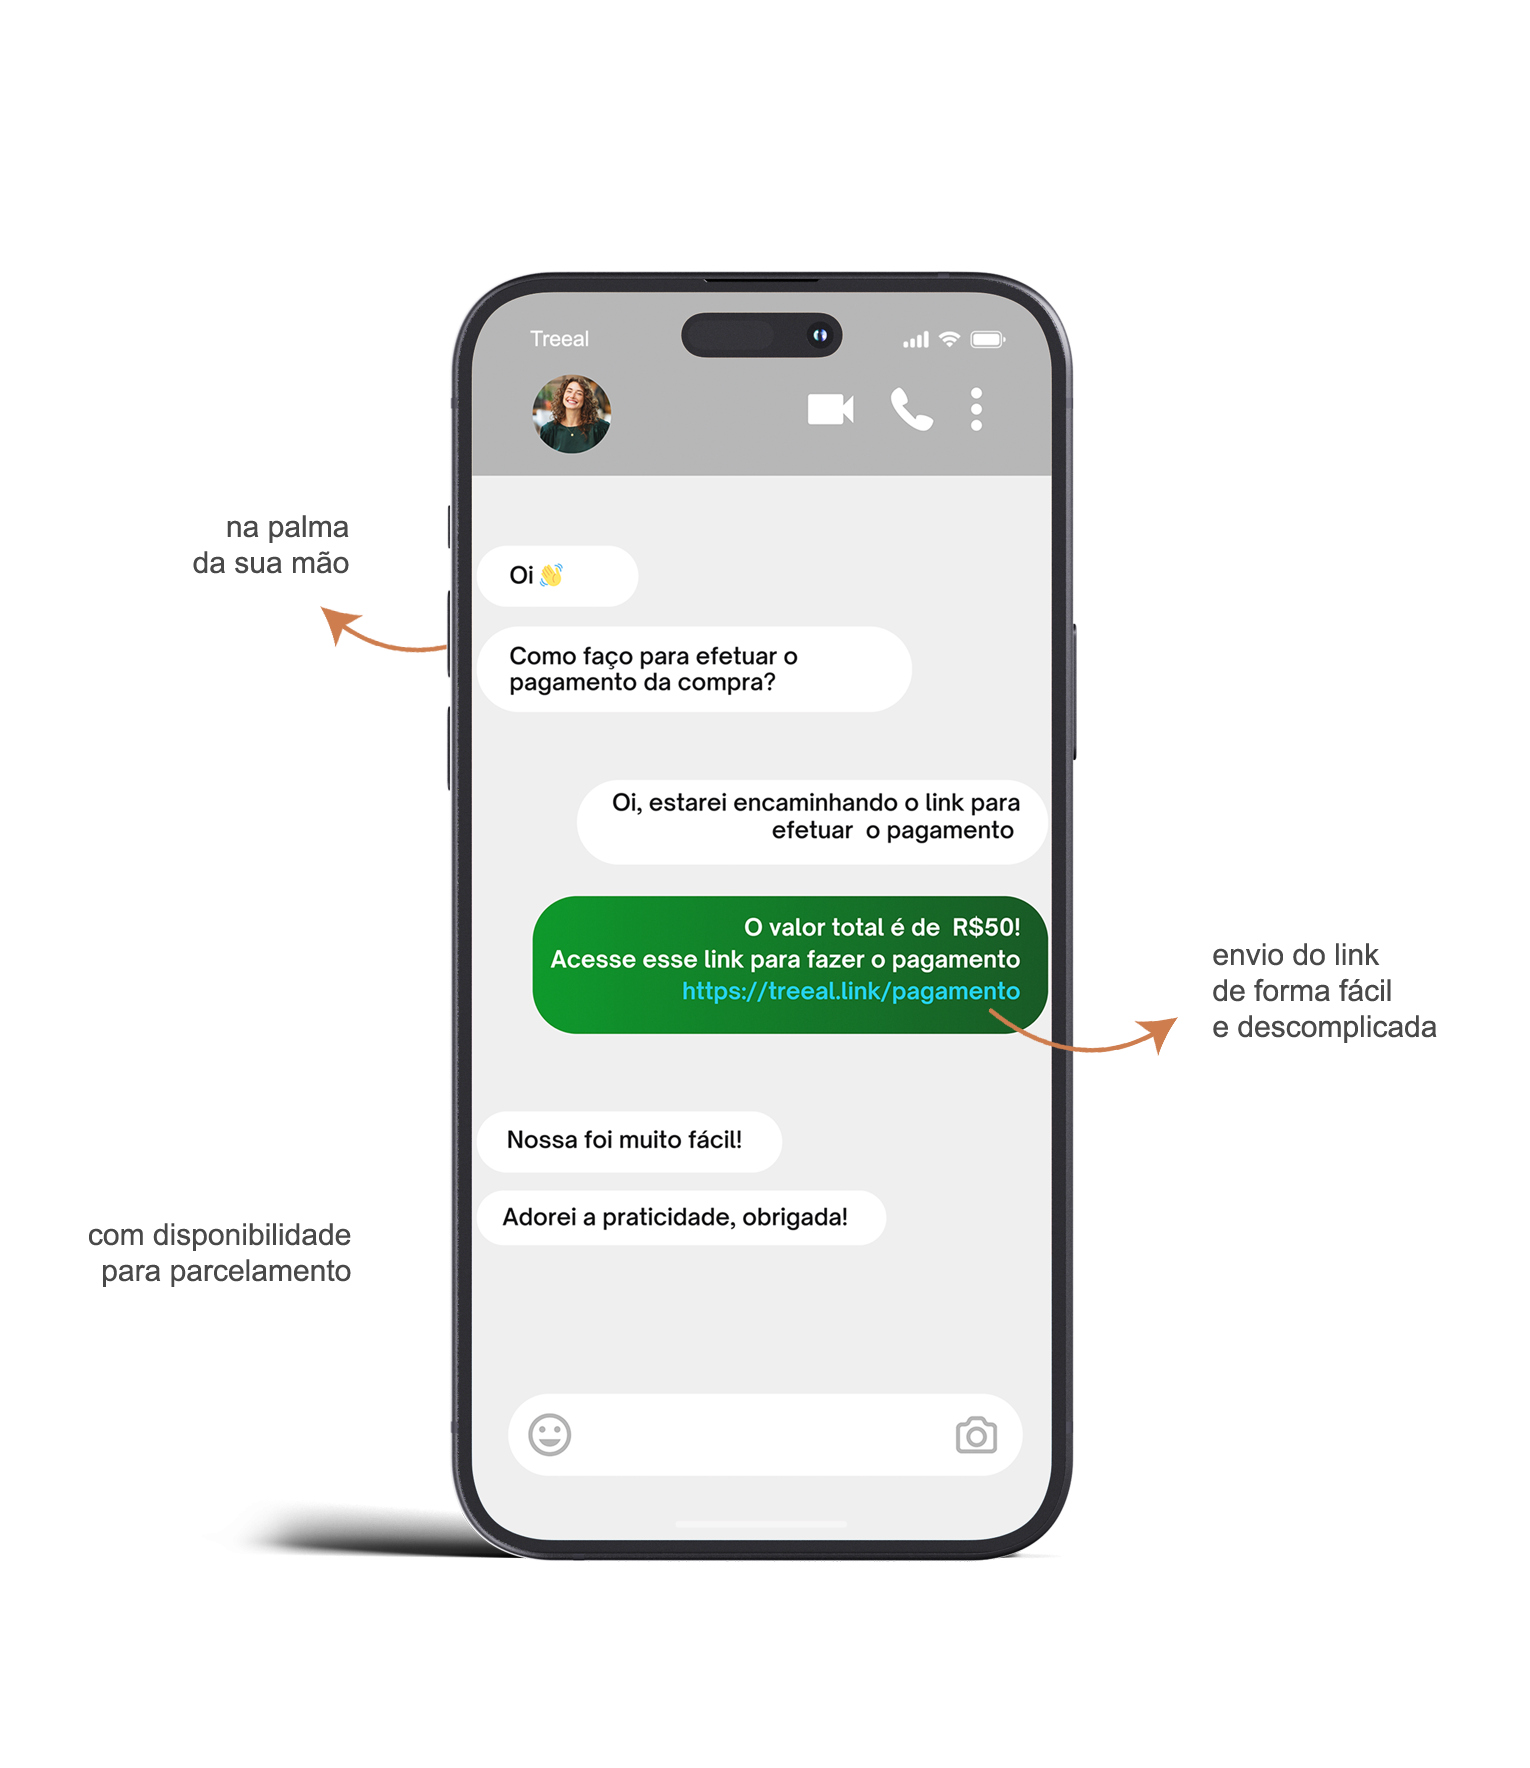 Treeal
na palma
da sua mão
Oi 👋
Como faço para efetuar o
pagamento da compra?
Oi, estarei encaminhando o link para
efetuar  o pagamento
O valor total é de  R$50!
Acesse esse link para fazer o pagamento
https://treeal.link/pagamento
envio do link
de forma fácil
e descomplicada
Nossa foi muito fácil!
Adorei a praticidade, obrigada!
com disponibilidade
para parcelamento